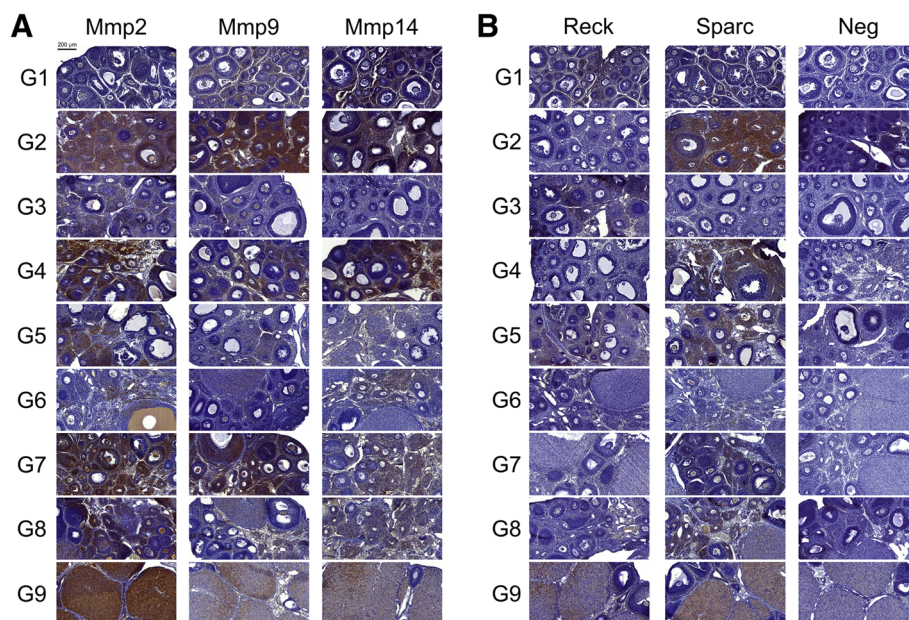 A
Mmp2 Mmp9 Mmp14
200 µm
G1
G2
G3
G4
G5
G6
G7
G8
G9
B
Reck Sparc Neg
G1
G2
G3
G4
G5
G6
G7
G8
G9